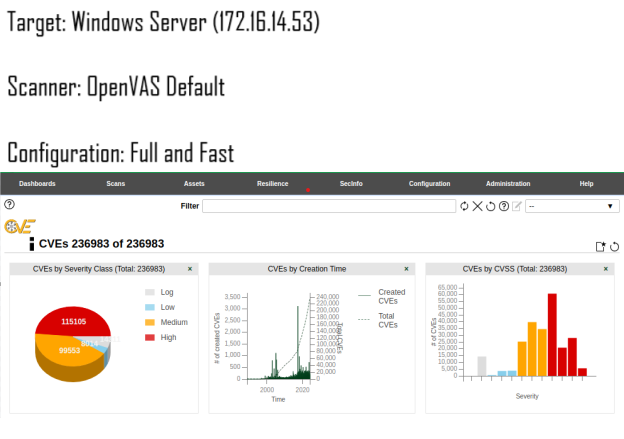 Target: Windows Server (172.16.14.53)
Scanner: OpenVAS Default
Configuration: Full and Fast
Dashboards Scans Assets Resilience SecInfo Configuration Administration Help
Filter --
CVE
CVEs 236983 of 236983
CVEs by Severity Class (Total: 236983) ×
115105
8014
99553
Log
Low
Medium
High
CVEs by Creation Time ×
# of created CVEs
3,500
3,000
2,500
2,000
1,500
1,000
500
0
240,000
220,000
200,000
180,000
160,000
140,000
120,000
100,000
80,000
60,000
40,000
20,000
0
Total CVEs
2000 2020
Time
Created CVEs
Total CVEs
CVEs by CVSS (Total: 236983) ×
# of CVEs
65,000
60,000
55,000
50,000
45,000
40,000
35,000
30,000
25,000
20,000
15,000
10,000
5,000
0
Severity